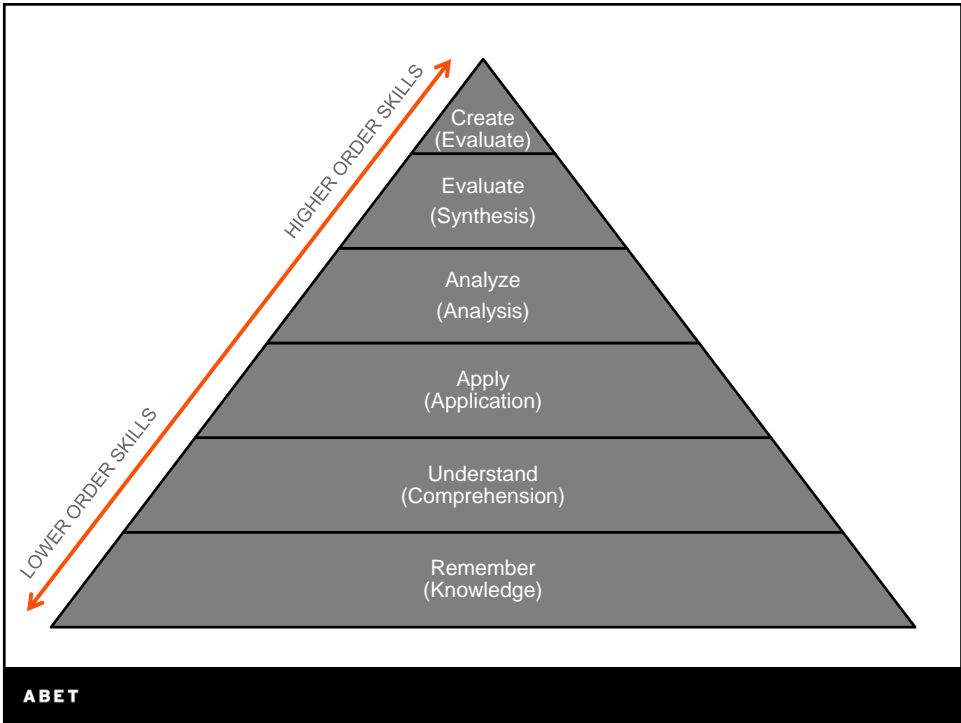 HIGHER ORDER SKILLS
LOWER ORDER SKILLS
Create
(Evaluate)
Evaluate
(Synthesis)
Analyze
(Analysis)
Apply
(Application)
Understand
(Comprehension)
Remember
(Knowledge)
ABET